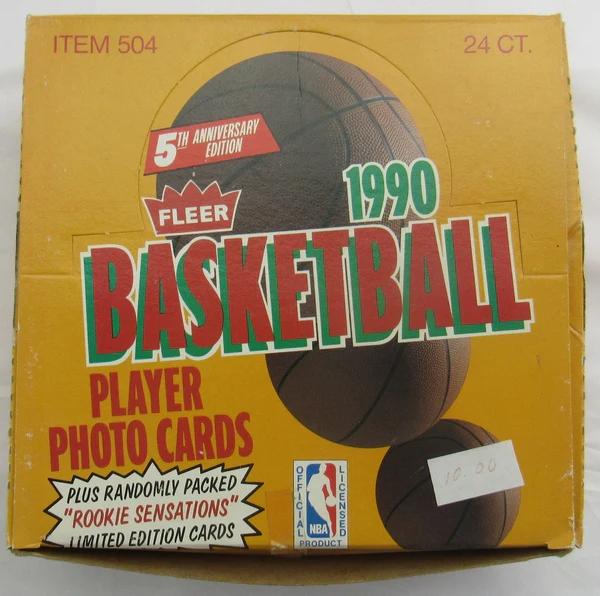 ITEM 504
24 CT.
5TH ANNIVERSARY
EDITION
FLEER
1990
BASKETBALL
PLAYER
PHOTO CARDS
PLUS RANDOMLY PACKED
"ROOKIE SENSATIONS"
LIMITED EDITION CARDS
OFFICIAL
LICENSED
NBA
PRODUCT
10.00